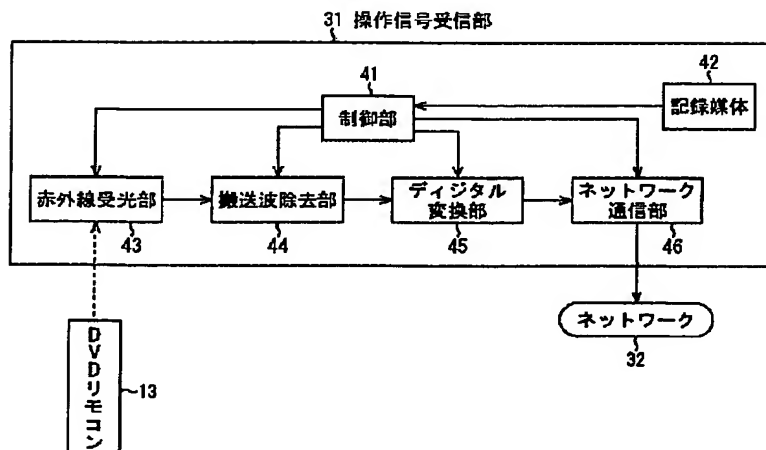 31 操作信号受信部
41
制御部
42
記録媒体
赤外線受光部
43
搬送波除去部
44
ディジタル
変換部
45
ネットワーク
通信部
46
ネットワーク
32
DVDリモコン
13